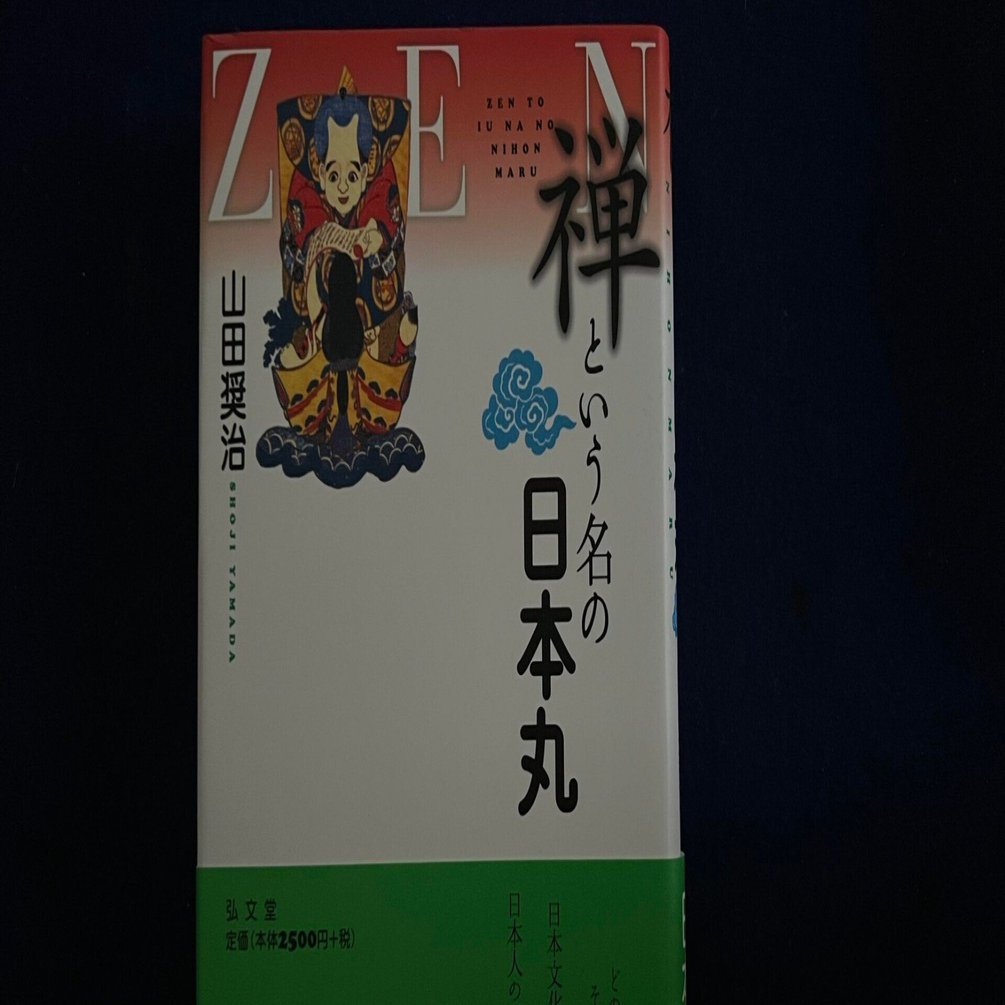 ZEN
ZEN TO
IU NA NO
NIHON
MARU
禅という名の
日本丸
山田奨治
SHOJI YAMADA
NIHONMARU
弘文堂
定価(本体2500円+税)
日本文化
日本人の